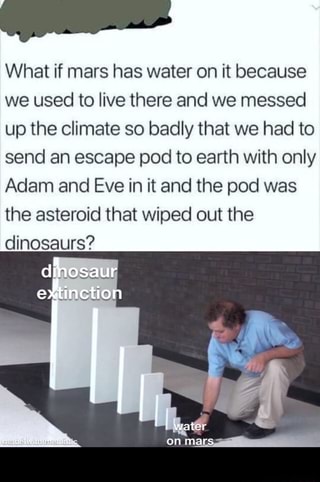 What if mars has water on it because
we used to live there and we messed
up the climate so badly that we had to
send an escape pod to earth with only
Adam and Eve in it and the pod was
the asteroid that wiped out the
dinosaurs?
dinosaur
extinction
water
on mars